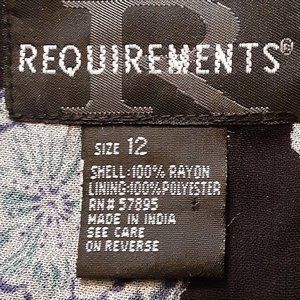 R
REQUIREMENTS®
SIZE 12
SHELL:100% RAYON
LINING:100%POLYESTER
RN# 57895
MADE IN INDIA
SEE CARE
ON REVERSE